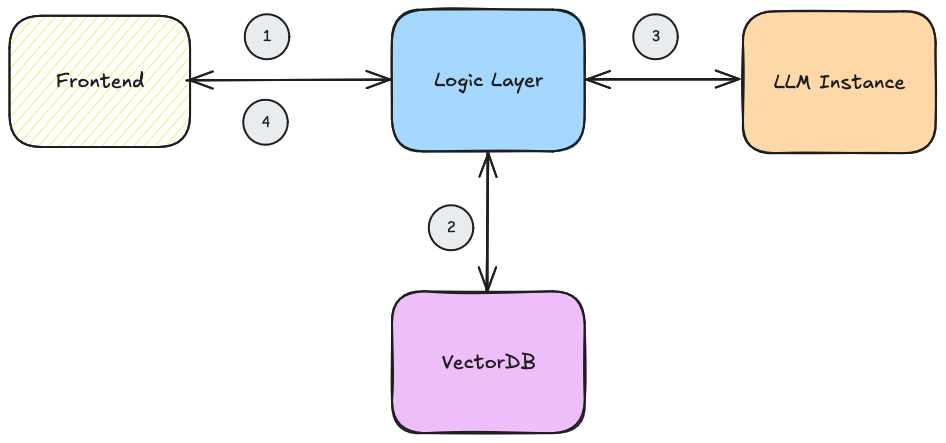 1
3
Frontend
Logic Layer
LLM Instance
4
2
VectorDB